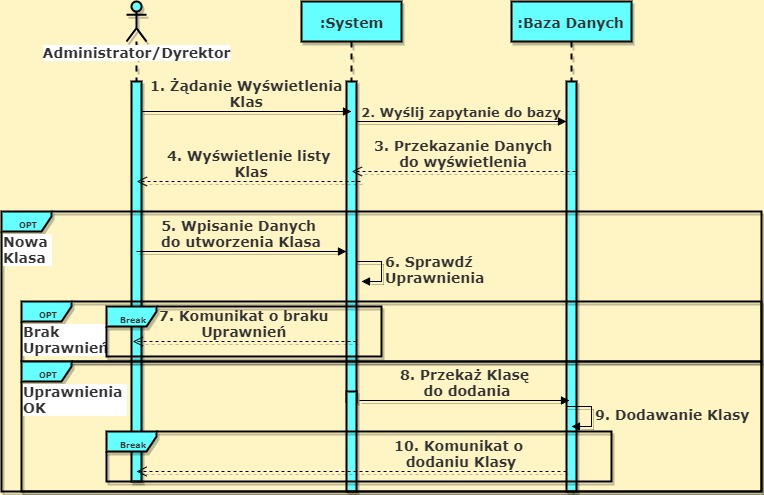 :System
:Baza Danych
Administrator/Dyrektor
1. Żądanie Wyświetlenia
Klas
2. Wyślij zapytanie do bazy
3. Przekazanie Danych
do wyświetlenia
4. Wyświetlenie listy
Klas
OPT
Nowa
Klasa
5. Wpisanie Danych
do utworzenia Klasa
6. Sprawdź
Uprawnienia
OPT
Brak
Uprawnień
Break
7. Komunikat o braku
Uprawnień
OPT
Uprawnienia
OK
8. Przekaż Klasę
do dodania
9. Dodawanie Klasy
Break
10. Komunikat o
dodaniu Klasy